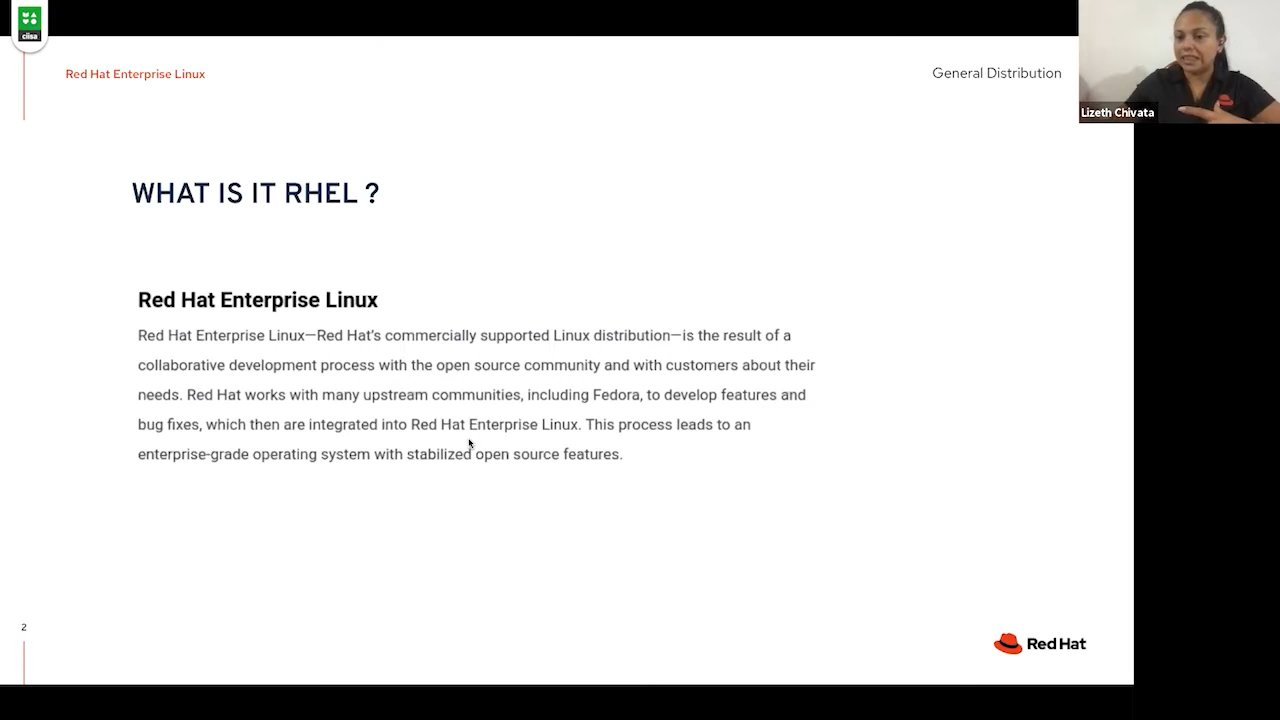 clisa
Red Hat Enterprise Linux
General Distribution
Lizeth Chivata
WHAT IS IT RHEL ?
Red Hat Enterprise Linux
Red Hat Enterprise Linux—Red Hat's commercially supported Linux distribution—is the result of a
collaborative development process with the open source community and with customers about their
needs. Red Hat works with many upstream communities, including Fedora, to develop features and
bug fixes, which then are integrated into Red Hat Enterprise Linux. This process leads to an
enterprise-grade operating system with stabilized open source features.
2
Red Hat